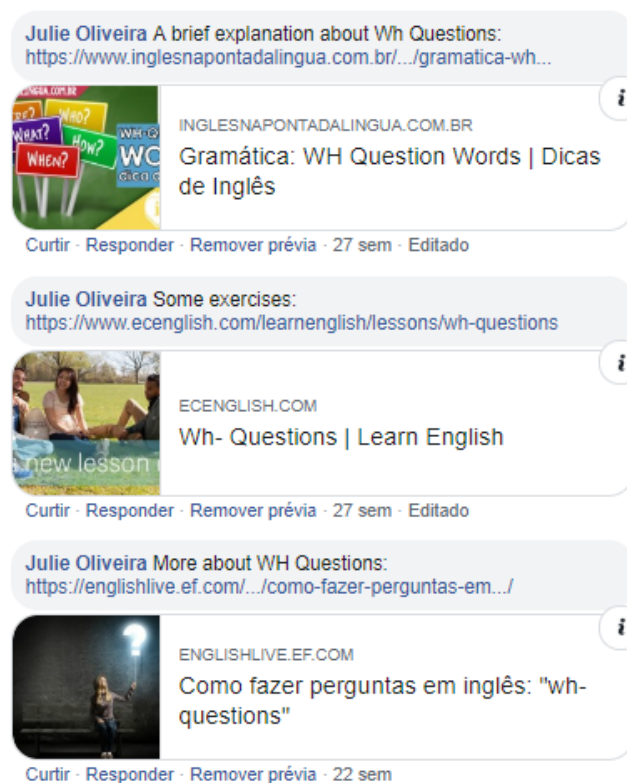 Julie Oliveira A brief explanation about Wh Questions:
https://www.inglesnapontadalingua.com.br/.../gramatica-wh...
WHO?
WHAT?
HOW?
WHEN?
INGLESNAPONTADALINGUA.COM.BR
Gramática: WH Question Words | Dicas
de Inglês
Curtir · Responder · Remover prévia · 27 sem · Editado
Julie Oliveira Some exercises:
https://www.ecenglish.com/learnenglish/lessons/wh-questions
new lesson
ECENGLISH.COM
Wh- Questions | Learn English
Curtir · Responder · Remover prévia · 27 sem · Editado
Julie Oliveira More about WH Questions:
https://englishlive.ef.com/.../como-fazer-perguntas-em.../
ENGLISHLIVE.EF.COM
Como fazer perguntas em inglês: "wh-
questions"
Curtir · Responder · Remover prévia · 22 sem